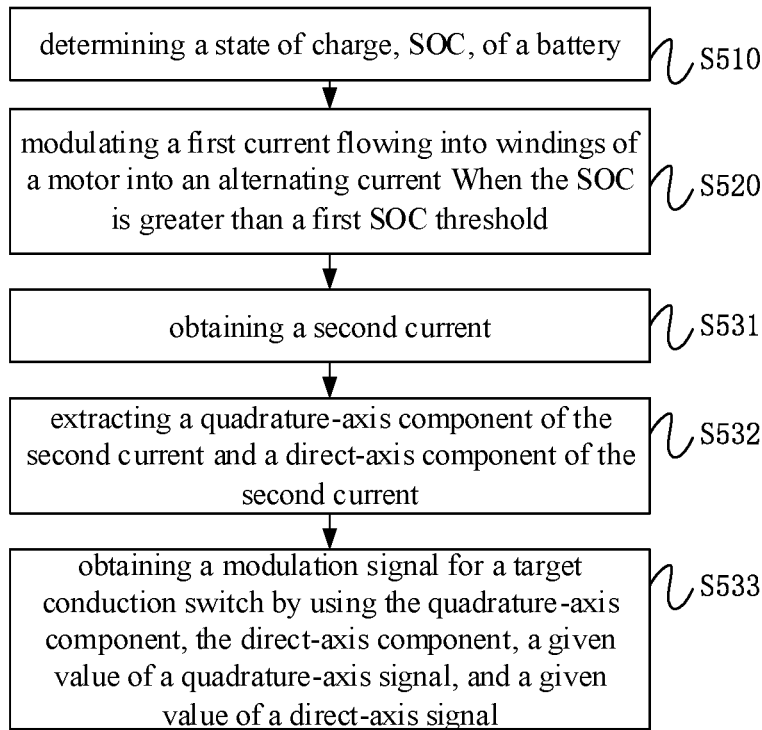 determining a state of charge, SOC, of a battery
S510
modulating a first current flowing into windings of
a motor into an alternating current When the SOC
is greater than a first SOC threshold
S520
obtaining a second current
S531
extracting a quadrature-axis component of the
second current and a direct-axis component of the
second current
S532
obtaining a modulation signal for a target
conduction switch by using the quadrature-axis
component, the direct-axis component, a given
value of a quadrature-axis signal, and a given
value of a direct-axis signal
S533